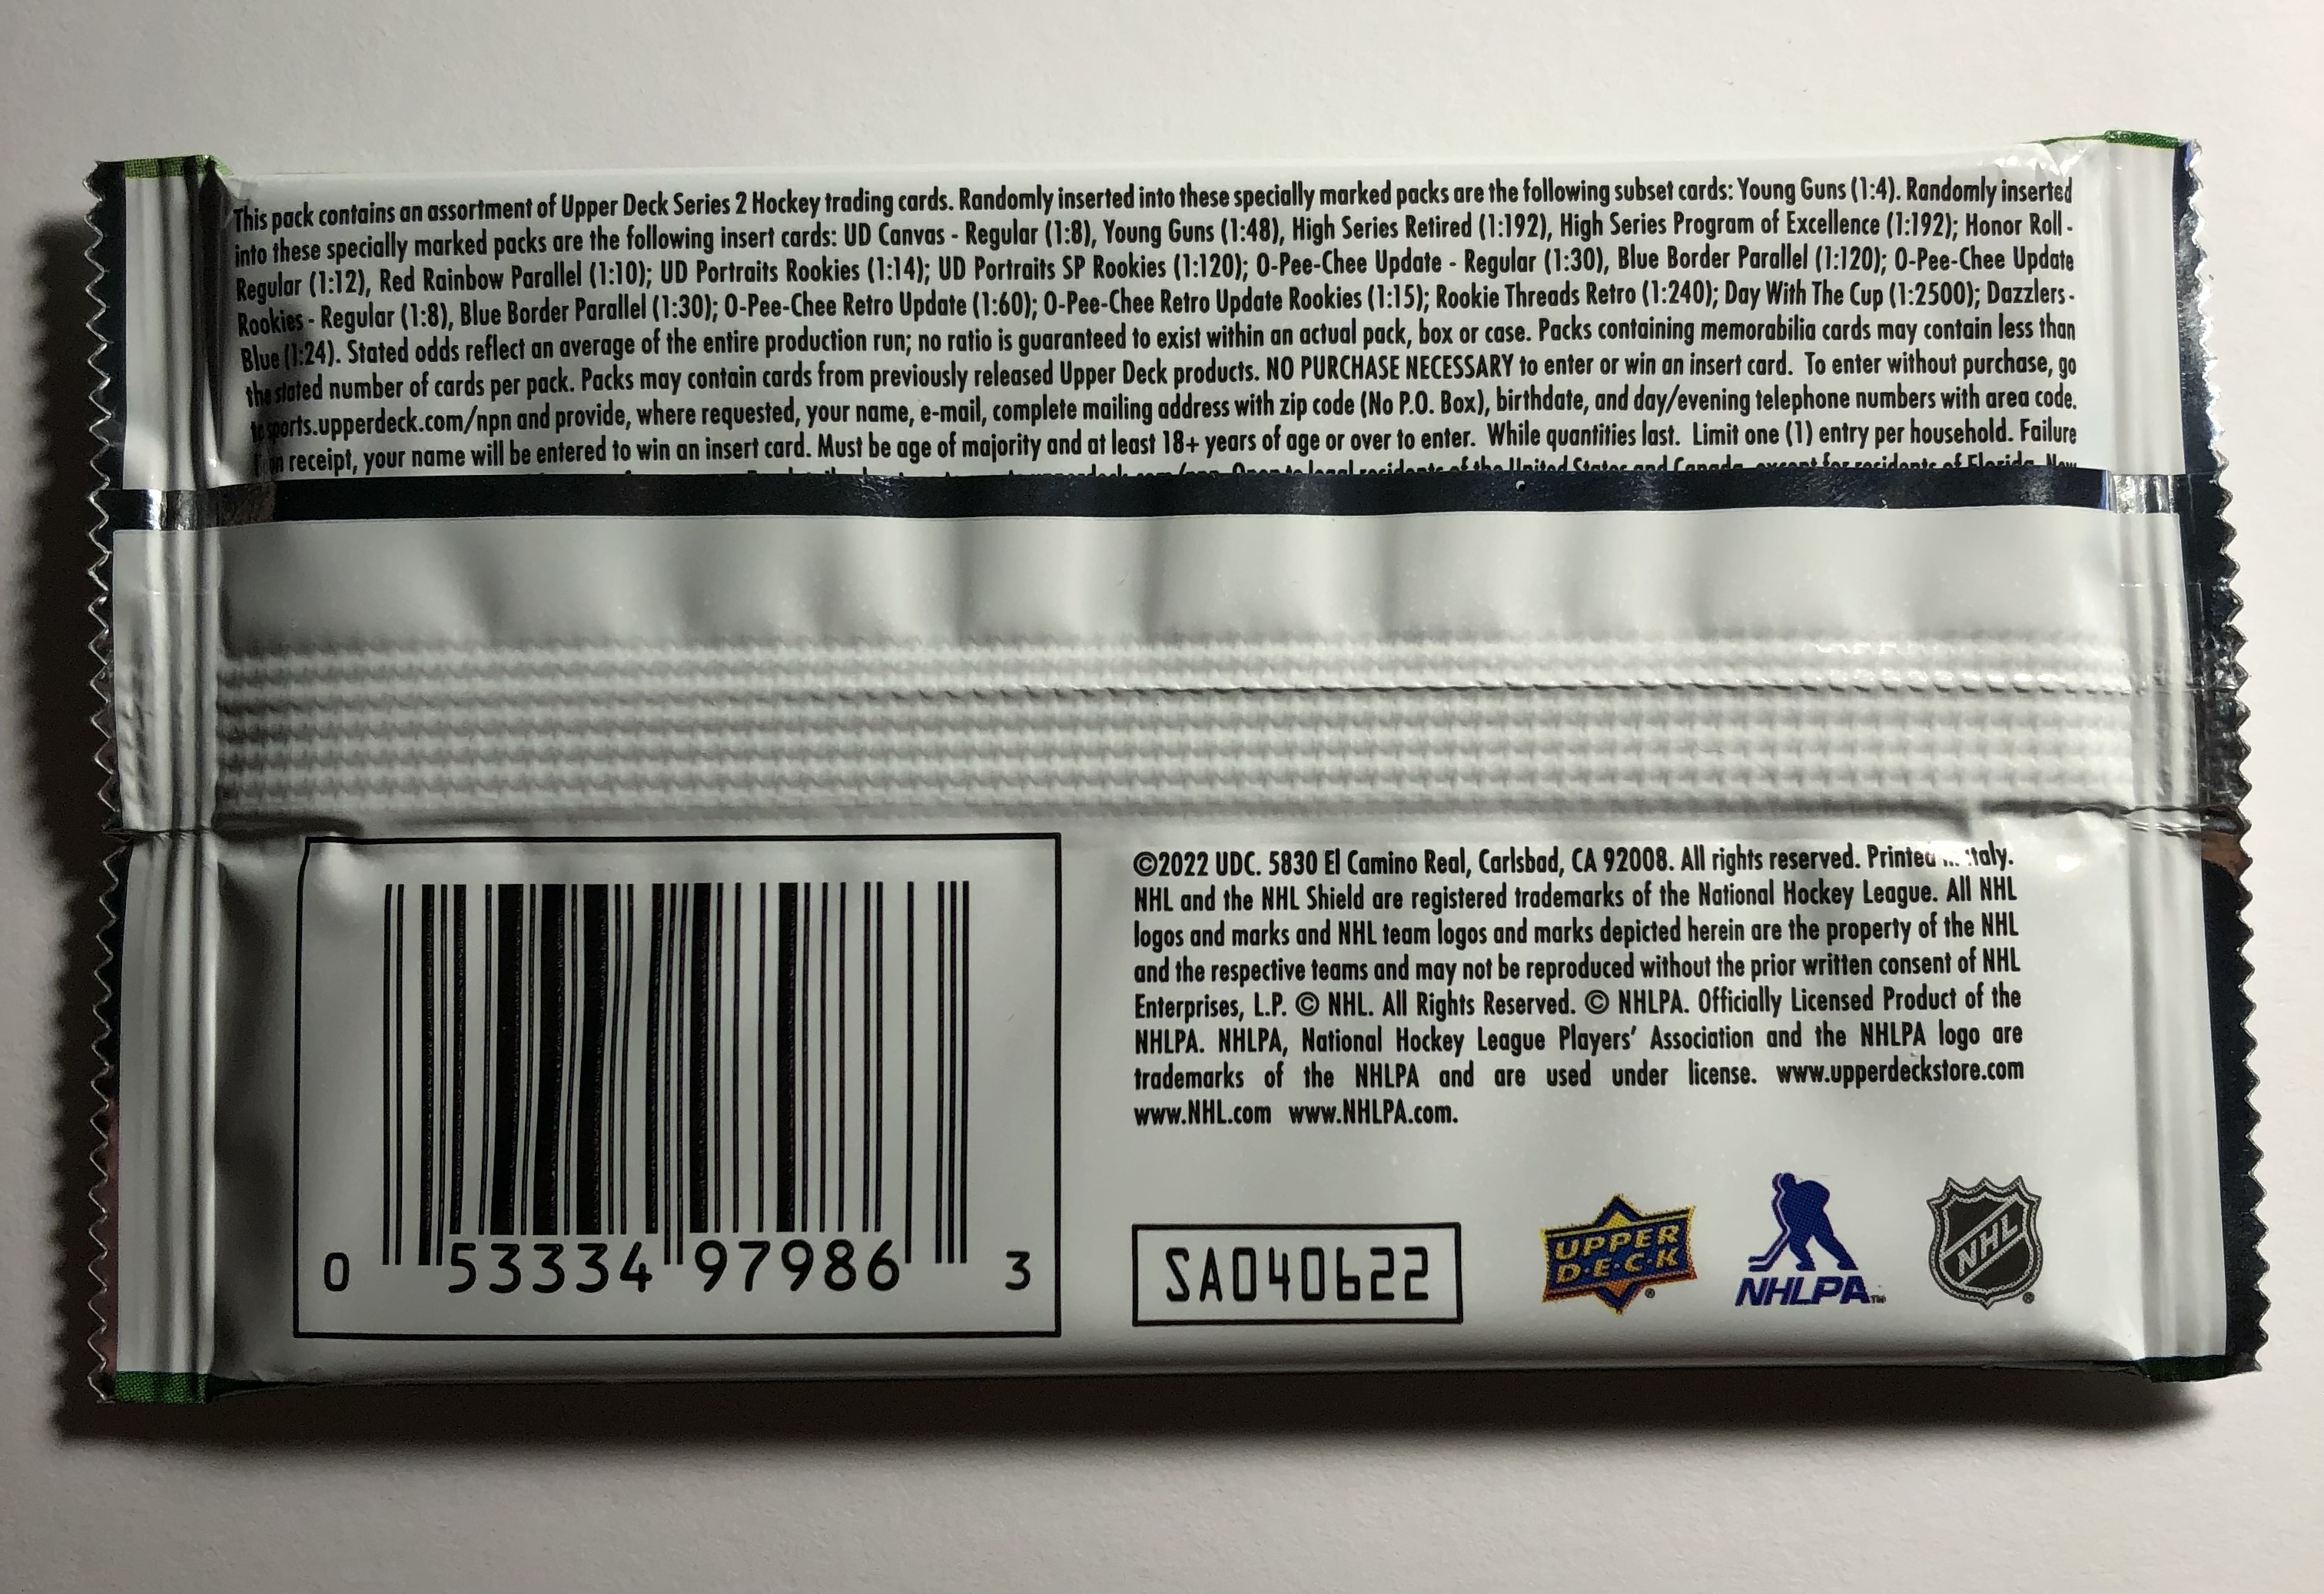 This pack contains an assortment of Upper Deck Series 2 Hockey trading cards. Randomly inserted into these specially marked packs are the following subset cards: Young Guns (1:4). Randomly inserted
into these specially marked packs are the following insert cards: UD Canvas - Regular (1:8), Young Guns (1:48), High Series Retired (1:192), High Series Program of Excellence (1:192); Honor Roll -
Regular (1:12), Red Rainbow Parallel (1:10); UD Portraits Rookies (1:14); UD Portraits SP Rookies (1:120); O-Pee-Chee Update - Regular (1:30), Blue Border Parallel (1:120); O-Pee-Chee Update
Rookies - Regular (1:8), Blue Border Parallel (1:30); O-Pee-Chee Retro Update (1:60); O-Pee-Chee Retro Update Rookies (1:15); Rookie Threads Retro (1:240); Day With The Cup (1:2500); Dazzlers -
Blue (1:24). Stated odds reflect an average of the entire production run; no ratio is guaranteed to exist within an actual pack, box or case. Packs containing memorabilia cards may contain less than
the stated number of cards per pack. Packs may contain cards from previously released Upper Deck products. NO PURCHASE NECESSARY to enter or win an insert card. To enter without purchase, go
to sports.upperdeck.com/npn and provide, where requested, your name, e-mail, complete mailing address with zip code (No P.O. Box), birthdate, and day/evening telephone numbers with area code.
receipt, your name will be entered to win an insert card. Must be age of majority and at least 18+ years of age or over to enter. While quantities last. Limit one (1) entry per household. Failure
Open to legal residents of the United States and Canada, except for residents of Florida, New
©2022 UDC. 5830 El Camino Real, Carlsbad, CA 92008. All rights reserved. Printed Italy.
NHL and the NHL Shield are registered trademarks of the National Hockey League. All NHL
logos and marks and NHL team logos and marks depicted herein are the property of the NHL
and the respective teams and may not be reproduced without the prior written consent of NHL
Enterprises, L.P. © NHL. All Rights Reserved. © NHLPA. Officially Licensed Product of the
NHLPA. NHLPA, National Hockey League Players' Association and the NHLPA logo are
trademarks of the NHLPA and are used under license. www.upperdeckstore.com
www.NHL.com www.NHLPA.com.
0 53334 97986 3
SA040622
UPPER
D·E·C·K ®
NHLPA™
NHL ®